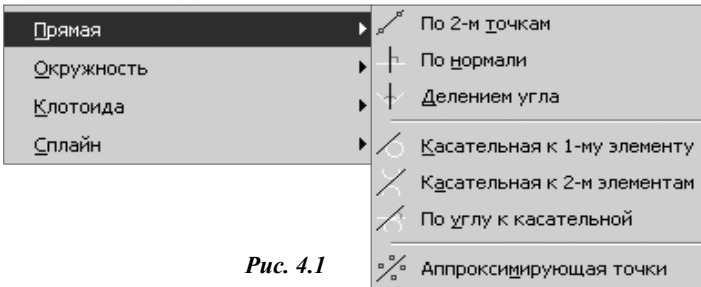 Прямая
Окружность
Клотоида
Сплайн
По 2-м точкам
По нормали
Делением угла
Касательная к 1-му элементу
Касательная к 2-м элементам
По углу к касательной
Аппроксимирующая точки
Рис. 4.1